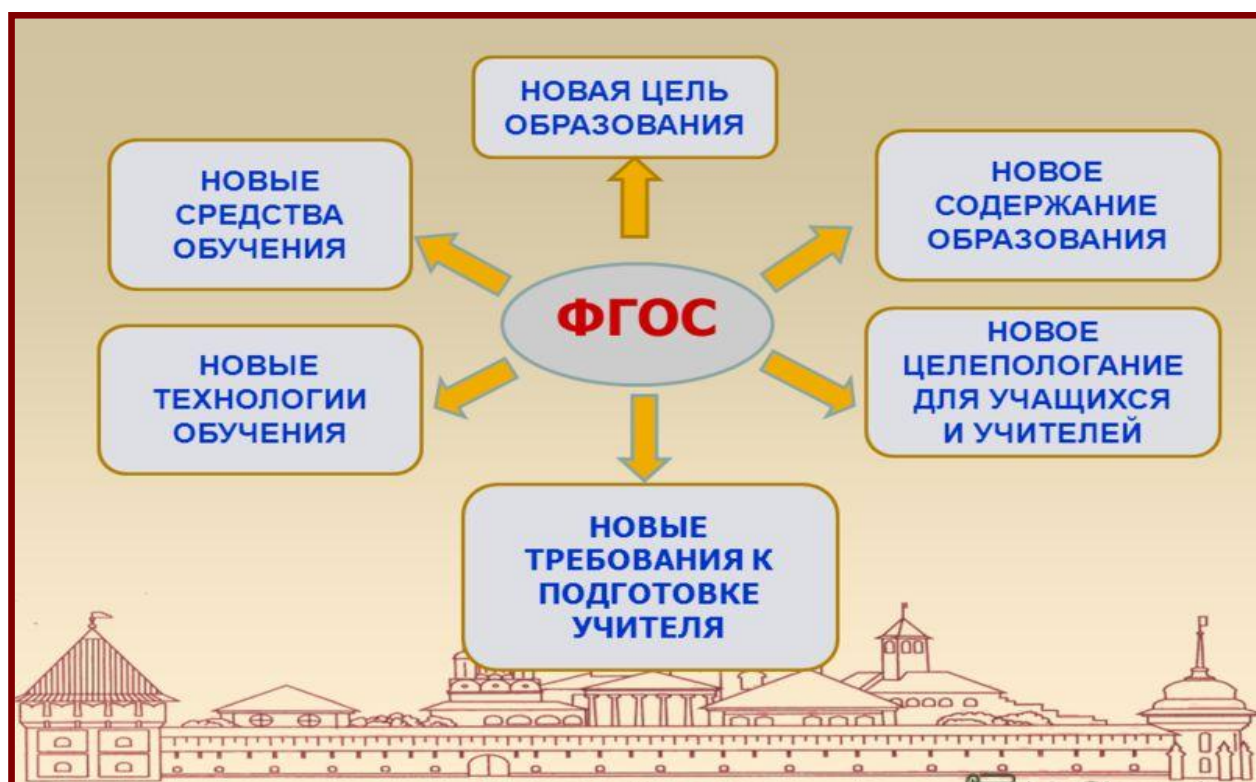 НОВАЯ ЦЕЛЬ
ОБРАЗОВАНИЯ
НОВЫЕ
СРЕДСТВА
ОБУЧЕНИЯ
НОВОЕ
СОДЕРЖАНИЕ
ОБРАЗОВАНИЯ
ФГОС
НОВЫЕ
ТЕХНОЛОГИИ
ОБУЧЕНИЯ
НОВОЕ
ЦЕЛЕПОЛОГАНИЕ
ДЛЯ УЧАЩИХСЯ
И УЧИТЕЛЕЙ
НОВЫЕ
ТРЕБОВАНИЯ К
ПОДГОТОВКЕ
УЧИТЕЛЯ